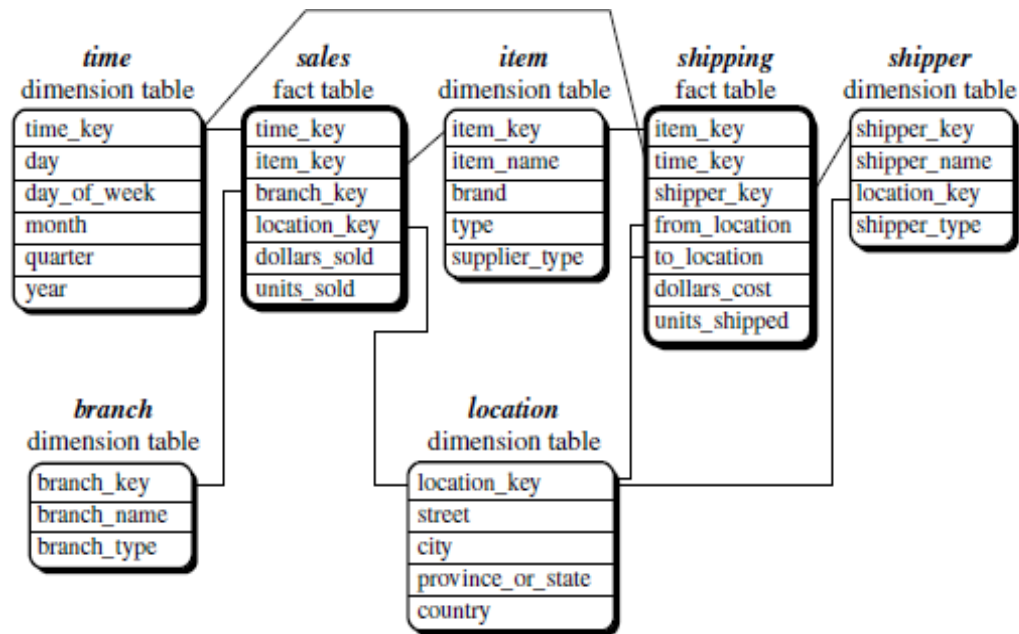 time
dimension table
time_key
day
day_of_week
month
quarter
year
sales
fact table
time_key
item_key
branch_key
location_key
dollars_sold
units_sold
item
dimension table
item_key
item_name
brand
type
supplier_type
shipping
fact table
item_key
time_key
shipper_key
from_location
to_location
dollars_cost
units_shipped
shipper
dimension table
shipper_key
shipper_name
location_key
shipper_type
branch
dimension table
branch_key
branch_name
branch_type
location
dimension table
location_key
street
city
province_or_state
country